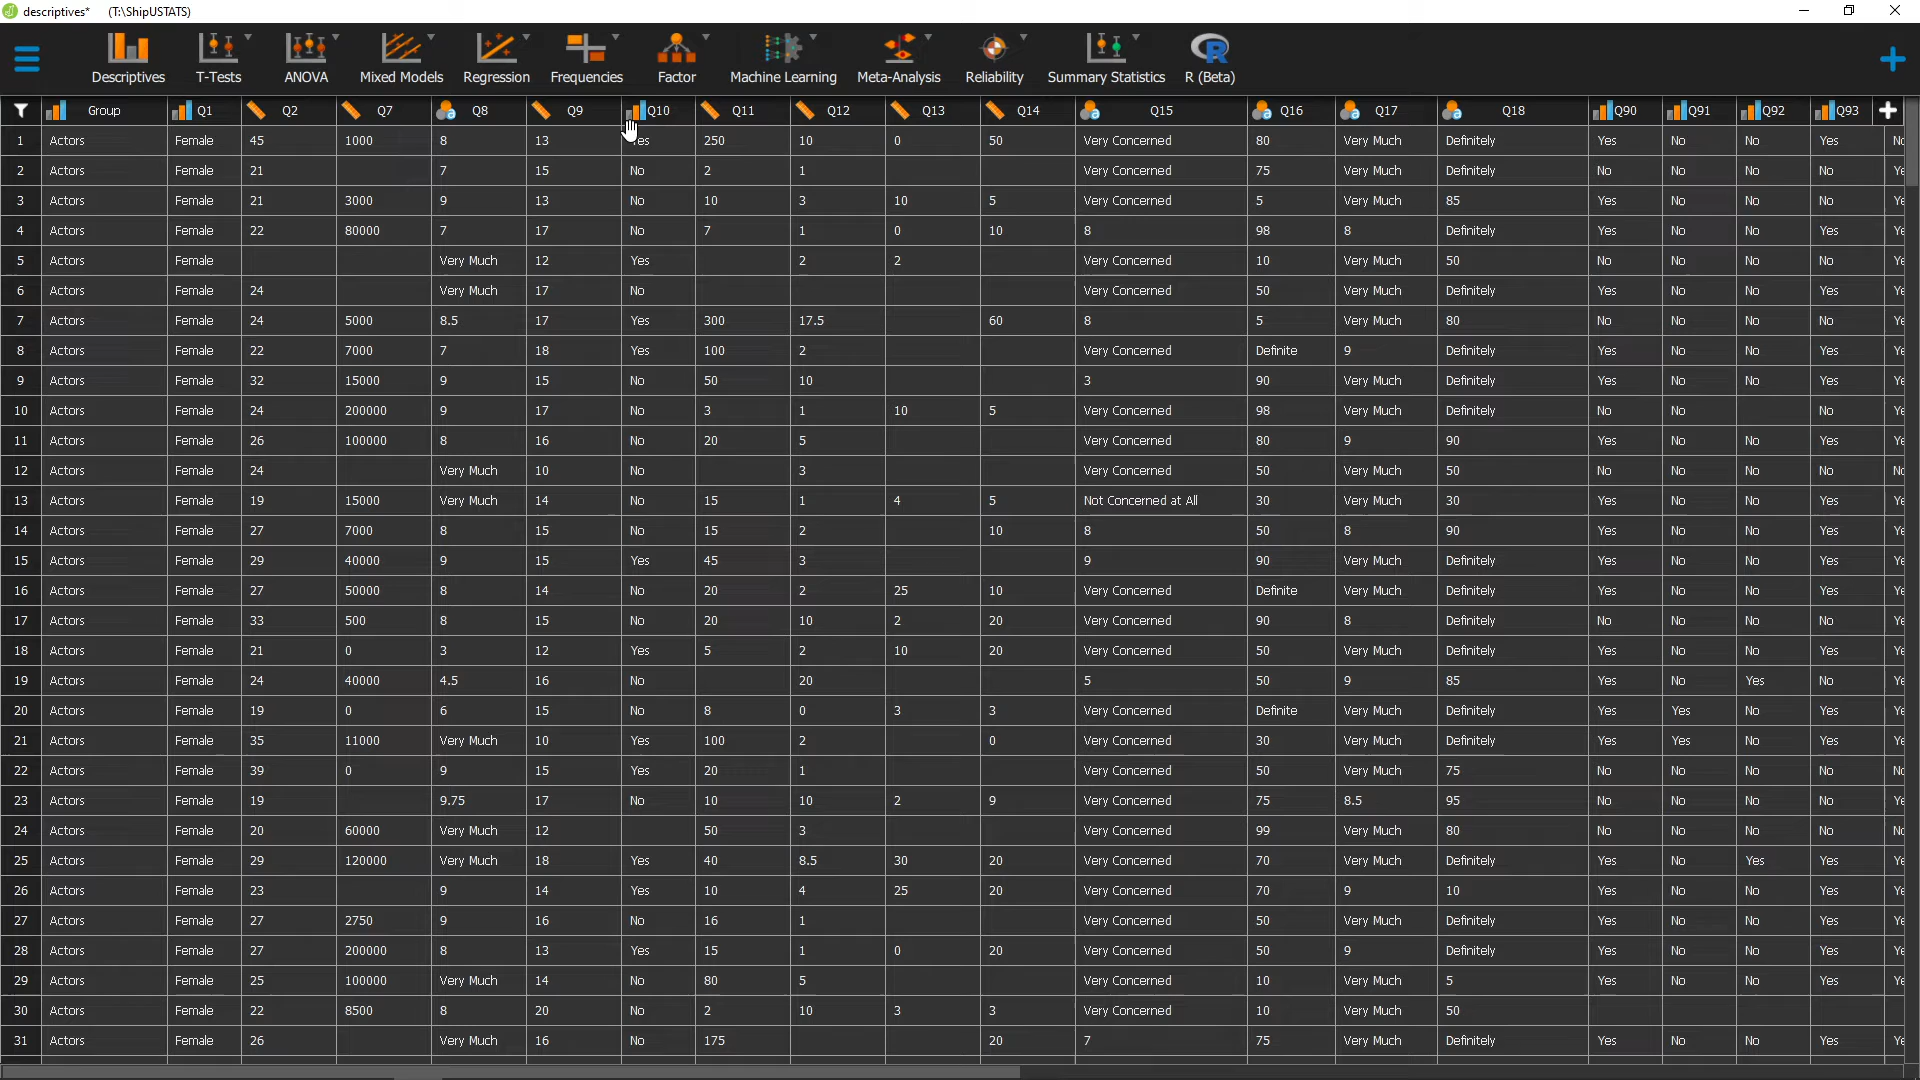 descriptives* (T:\ShipUSTATS)
Descriptives T-Tests ANOVA Mixed Models Regression Frequencies Factor Machine Learning Meta-Analysis Reliability Summary Statistics R (Beta)
Group Q1 Q2 Q7 Q8 Q9 Q10 Q11 Q12 Q13 Q14 Q15 Q16 Q17 Q18 Q90 Q91 Q92 Q93
1 Actors Female 45 1000 8 13 Yes 250 10 0 50 Very Concerned 80 Very Much Definitely Yes No No Yes No
2 Actors Female 21 7 15 No 2 1 Very Concerned 75 Very Much Definitely No No No No Ye
3 Actors Female 21 3000 9 13 No 10 3 10 5 Very Concerned 5 Very Much 85 Yes No No Yes Ye
4 Actors Female 22 80000 7 17 No 7 1 0 10 8 98 8 Definitely Yes No No Yes Ye
5 Actors Female Very Much 12 Yes 2 2 Very Concerned 10 Very Much 50 No No No No Ye
6 Actors Female 24 Very Much 17 No Very Concerned 50 Very Much Definitely Yes No No Yes Ye
7 Actors Female 24 5000 8.5 17 Yes 300 17.5 60 8 5 Very Much 80 No No No No Ye
8 Actors Female 22 7000 7 18 Yes 100 2 Very Concerned Definite 9 Definitely Yes No No Yes Ye
9 Actors Female 32 15000 9 15 No 50 10 3 90 Very Much Definitely Yes No No Yes Ye
10 Actors Female 24 200000 9 17 No 3 1 10 5 Very Concerned 98 Very Much Definitely No No No Ye
11 Actors Female 26 100000 8 16 No 20 5 Very Concerned 80 9 90 Yes No No Yes Ye
12 Actors Female 24 Very Much 10 No 3 Very Concerned 50 Very Much 50 No No No No No
13 Actors Female 19 15000 Very Much 14 No 15 1 4 5 Not Concerned at All 30 Very Much 30 Yes No No Yes Ye
14 Actors Female 27 7000 8 15 No 15 2 10 8 50 8 90 Yes No No Yes Ye
15 Actors Female 29 40000 9 15 Yes 45 3 9 90 Very Much Definitely Yes No No Yes Ye
16 Actors Female 27 50000 8 14 No 20 2 25 10 Very Concerned Definite Very Much Definitely Yes No No Yes Ye
17 Actors Female 33 500 8 15 No 20 10 2 20 Very Concerned 90 8 Definitely No No No No Ye
18 Actors Female 21 0 3 12 Yes 5 2 10 20 Very Concerned 50 Very Much Definitely Yes No No Yes Ye
19 Actors Female 24 40000 4.5 16 No 20 5 50 9 85 Yes No Yes No Ye
20 Actors Female 19 0 6 15 No 8 0 3 3 Very Concerned Definite Very Much Definitely Yes Yes No Yes Ye
21 Actors Female 35 11000 Very Much 10 Yes 100 2 0 Very Concerned 30 Very Much Definitely Yes Yes No Yes Ye
22 Actors Female 39 0 9 15 Yes 20 1 Very Concerned 50 Very Much 75 No No No No No
23 Actors Female 19 9.75 17 No 10 10 2 9 Very Concerned 75 8.5 95 No No No No Ye
24 Actors Female 20 60000 Very Much 12 50 3 Very Concerned 99 Very Much 80 No No No No No
25 Actors Female 29 120000 Very Much 18 Yes 40 8.5 30 20 Very Concerned 70 Very Much Definitely Yes No Yes Yes Ye
26 Actors Female 23 9 14 Yes 10 4 25 20 Very Concerned 70 9 10 Yes No No Yes Ye
27 Actors Female 27 2750 9 16 No 16 1 Very Concerned 50 Very Much Definitely Yes No No Yes Ye
28 Actors Female 27 200000 8 13 Yes 15 1 0 20 Very Concerned 50 9 Definitely Yes No No Yes Ye
29 Actors Female 25 100000 Very Much 14 No 80 5 Very Concerned 10 Very Much 5 Yes No No Yes Ye
30 Actors Female 22 8500 8 20 No 2 10 3 3 Very Concerned 10 Very Much 50
31 Actors Female 26 Very Much 16 No 175 20 7 75 Very Much Definitely Yes No No Yes Ye